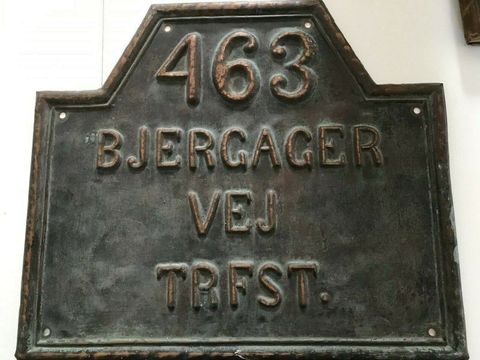 463
BJERGAGER
VEJ
TRFST.